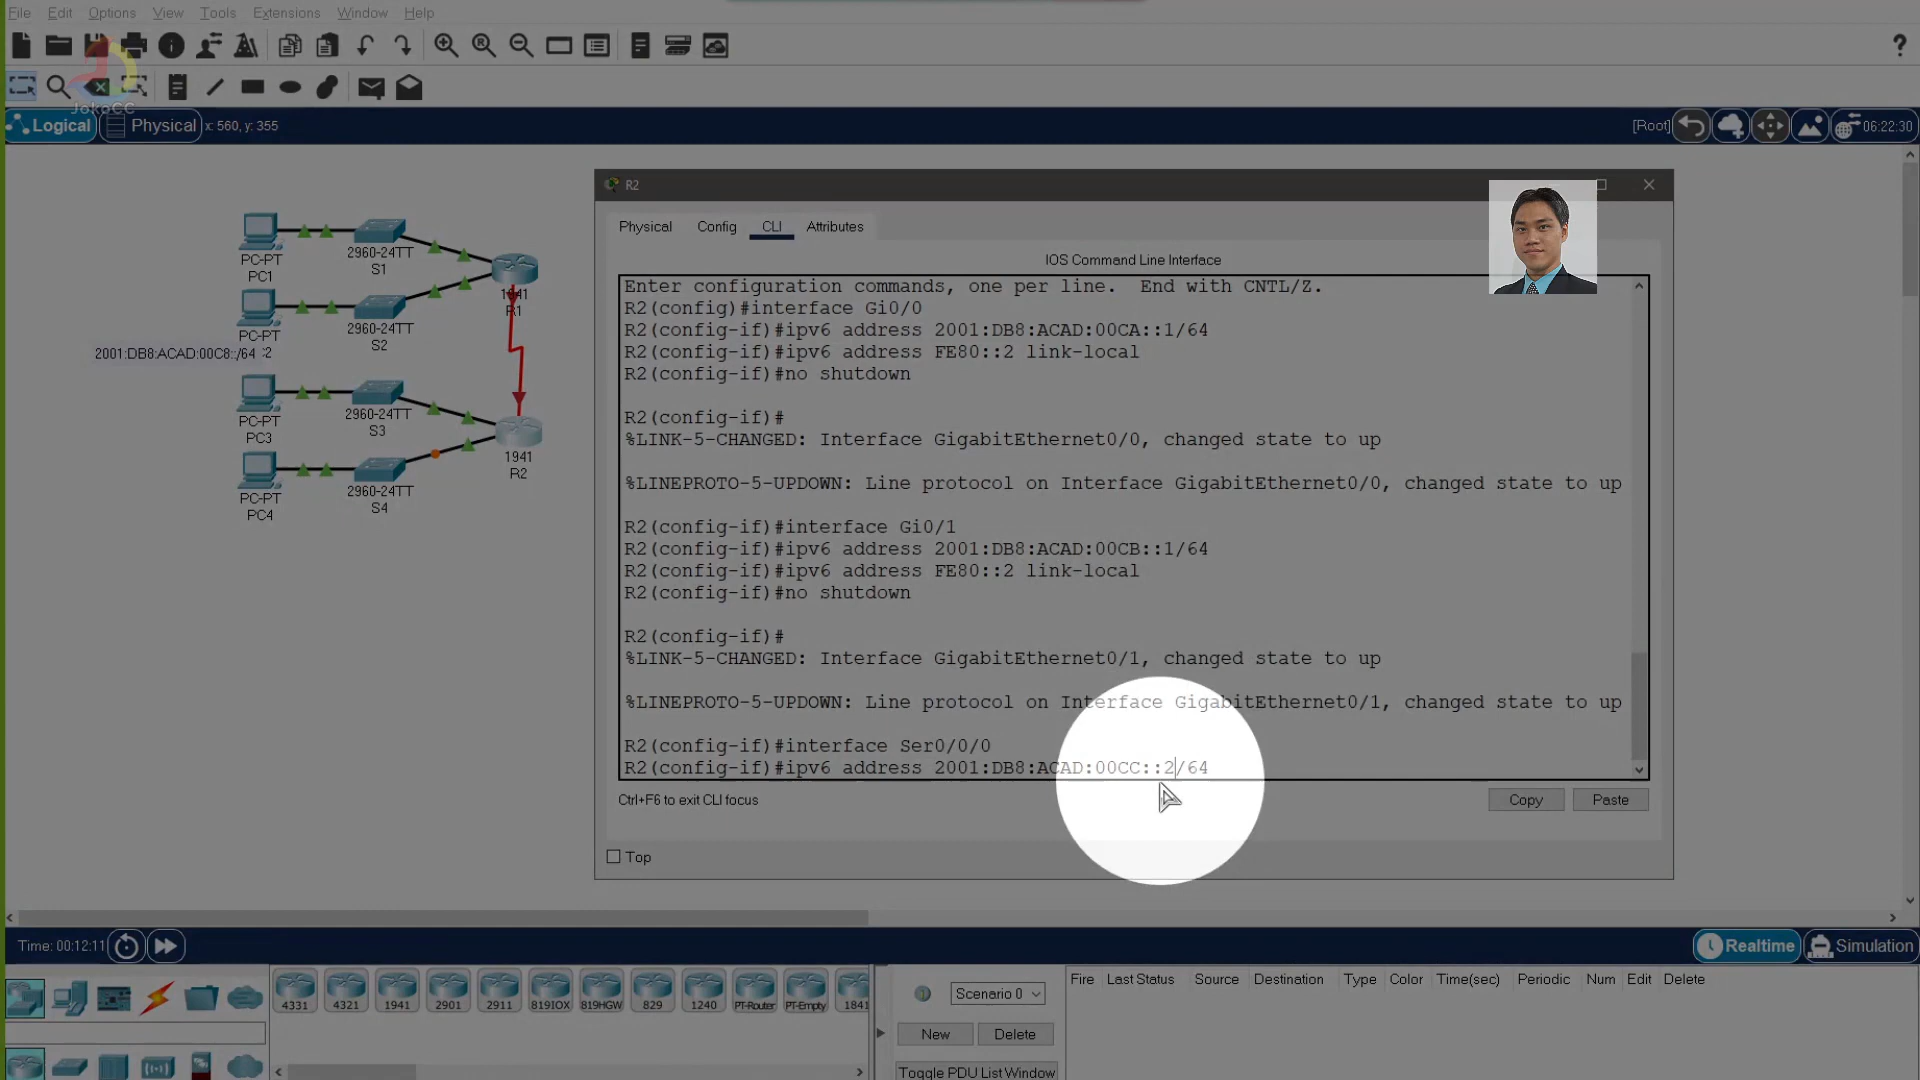 File Edit Options View Tools Extensions Window Help
?
JokoCC
Logical Physical x: 560, y: 355
[Root] 06:22:30
R2
Physical Config CLI Attributes
IOS Command Line Interface
Enter configuration commands, one per line. End with CNTL/Z.
R2(config)#interface Gi0/0
R2(config-if)#ipv6 address 2001:DB8:ACAD:00CA::1/64
R2(config-if)#ipv6 address FE80::2 link-local
R2(config-if)#no shutdown
R2(config-if)#
%LINK-5-CHANGED: Interface GigabitEthernet0/0, changed state to up
%LINEPROTO-5-UPDOWN: Line protocol on Interface GigabitEthernet0/0, changed state to up
R2(config-if)#interface Gi0/1
R2(config-if)#ipv6 address 2001:DB8:ACAD:00CB::1/64
R2(config-if)#ipv6 address FE80::2 link-local
R2(config-if)#no shutdown
R2(config-if)#
%LINK-5-CHANGED: Interface GigabitEthernet0/1, changed state to up
%LINEPROTO-5-UPDOWN: Line protocol on Interface GigabitEthernet0/1, changed state to up
R2(config-if)#interface Ser0/0/0
R2(config-if)#ipv6 address 2001:DB8:ACAD:00CC::2/64
Ctrl+F6 to exit CLI focus
Copy Paste
Top
PC-PT
PC1
2960-24TT
S1
1941
R1
PC-PT
2960-24TT
S2
2001:DB8:ACAD:00C8::/64 :2
PC-PT
PC3
2960-24TT
S3
1941
R2
PC-PT
PC4
2960-24TT
S4
Time: 00:12:11
Realtime Simulation
4331 4321 1941 2901 2911 819IOX 819HGW 829 1240 PT-Router PT-Empty 1841
Scenario 0
New Delete
Toggle PDU List Window
Fire Last Status Source Destination Type Color Time(sec) Periodic Num Edit Delete